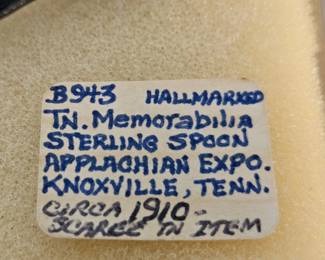 B943 HALLMARKED
TN. Memorabilia
STERLING SPOON
APPLACHIAN EXPO.
KNOXVILLE, TENN.
CIRCA 1910-
SCARCE TN ITEM